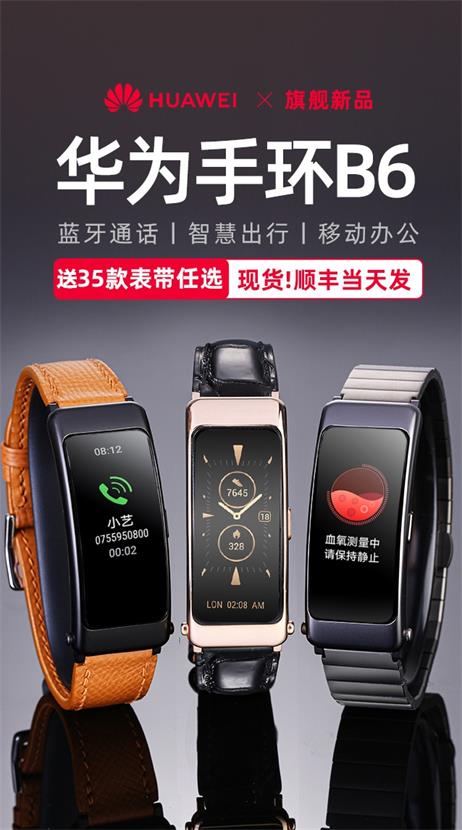 HUAWEI × 旗舰新品
华为手环B6
蓝牙通话丨智慧出行丨移动办公
送35款表带任选 现货!顺丰当天发
08:12
小艺
0755950800
00:02
7645
18
328
LON 02:08 AM
血氧测量中
请保持静止